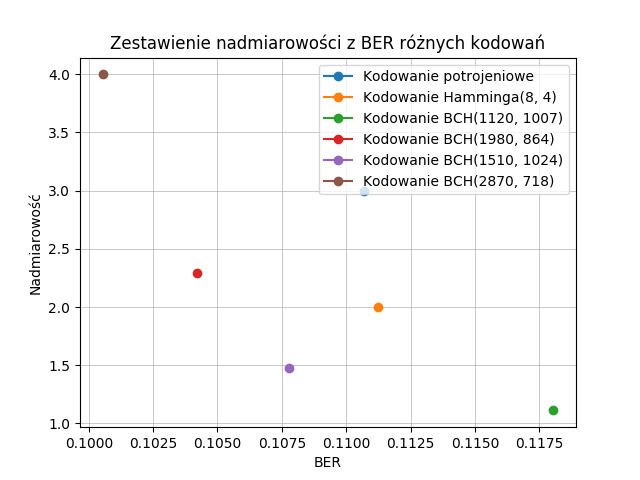 Zestawienie nadmiarowości z BER różnych kodowań
4.0
3.5
3.0
2.5
2.0
1.5
1.0
Nadmiarowość
Kodowanie potrojeniowe
Kodowanie Hamminga(8, 4)
Kodowanie BCH(1120, 1007)
Kodowanie BCH(1980, 864)
Kodowanie BCH(1510, 1024)
Kodowanie BCH(2870, 718)
0.1000 0.1025 0.1050 0.1075 0.1100 0.1125 0.1150 0.1175
BER